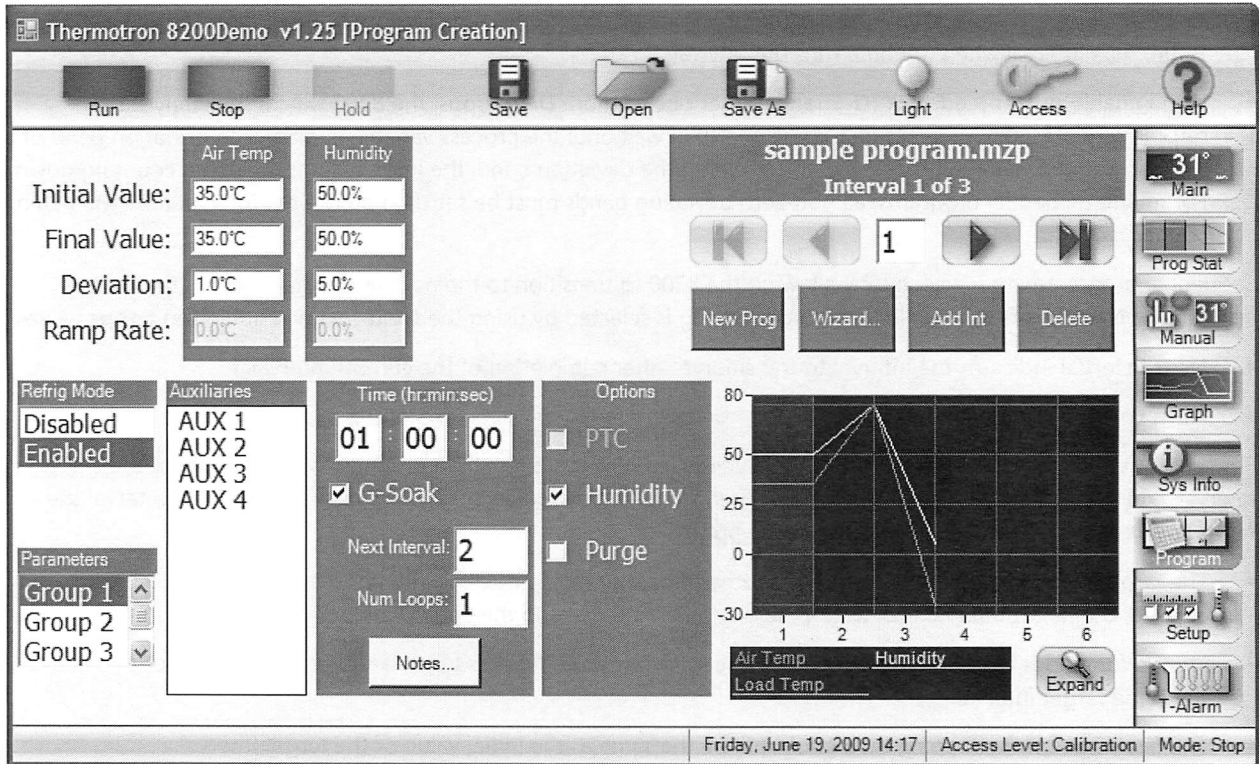 Thermotron 8200Demo v1.25 [Program Creation]
Run
Stop
Hold
Save
Open
Save As
Light
Access
Help
Air Temp
Humidity
Initial Value:
35.0°C
50.0%
Final Value:
35.0°C
50.0%
Deviation:
1.0°C
5.0%
Ramp Rate:
0.0°C
0.0%
sample program.mzp
Interval 1 of 3
1
New Prog
Wizard...
Add Int
Delete
Refrig Mode
Disabled
Enabled
Parameters
Group 1
Group 2
Group 3
Auxiliaries
AUX 1
AUX 2
AUX 3
AUX 4
Time (hr:min:sec)
01 : 00 : 00
G-Soak
Next Interval: 2
Num Loops: 1
Notes...
Options
PTC
Humidity
Purge
80
50
25
0
-30
1 2 3 4 5 6
Air Temp
Humidity
Load Temp
Expand
31°
Main
Prog Stat
31°
Manual
Graph
i
Sys Info
Program
Setup
T-Alarm
Friday, June 19, 2009 14:17
Access Level: Calibration
Mode: Stop